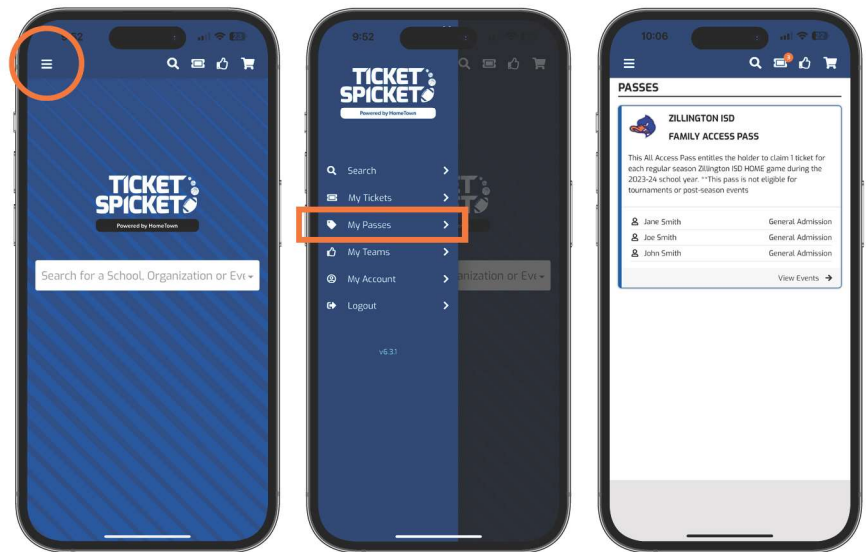 9:52
TICKET
SPICKET
Powered by HomeTown
Search for a School, Organization or Eve
9:52
TICKET
SPICKET
Powered by HomeTown
Search
My Tickets
My Passes
My Teams
My Account
Logout
v6.3.1
anization or Eve
10:06
PASSES
ZILLINGTON ISD
FAMILY ACCESS PASS
This All Access Pass entitles the holder to claim 1 ticket for
each regular season Zillington ISD HOME game during the
2023-24 school year. **This pass is not eligible for
tournaments or post-season events
Jane Smith General Admission
Joe Smith General Admission
John Smith General Admission
View Events